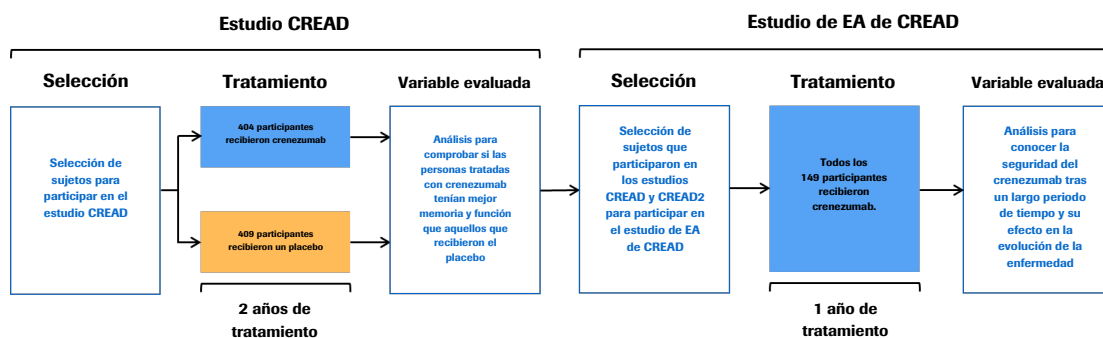 Estudio CREAD
Estudio de EA de CREAD
Selección
Tratamiento
Variable evaluada
Selección
Tratamiento
Variable evaluada
Selección de
sujetos para
participar en el
estudio CREAD
404 participantes
recibieron crenezumab
409 participantes
recibieron un placebo
Análisis para
comprobar si las
personas tratadas
con crenezumab
tenían mejor
memoria y función
que aquellos que
recibieron el
placebo
Selección de
sujetos que
participaron en
los estudios
CREAD y CREAD2
para participar en
el estudio de EA
de CREAD
Todos los
149 participantes
recibieron
crenezumab.
Análisis para
conocer la
seguridad del
crenezumab tras
un largo periodo
de tiempo y su
efecto en la
evolución de la
enfermedad
2 años de
tratamiento
1 año de
tratamiento